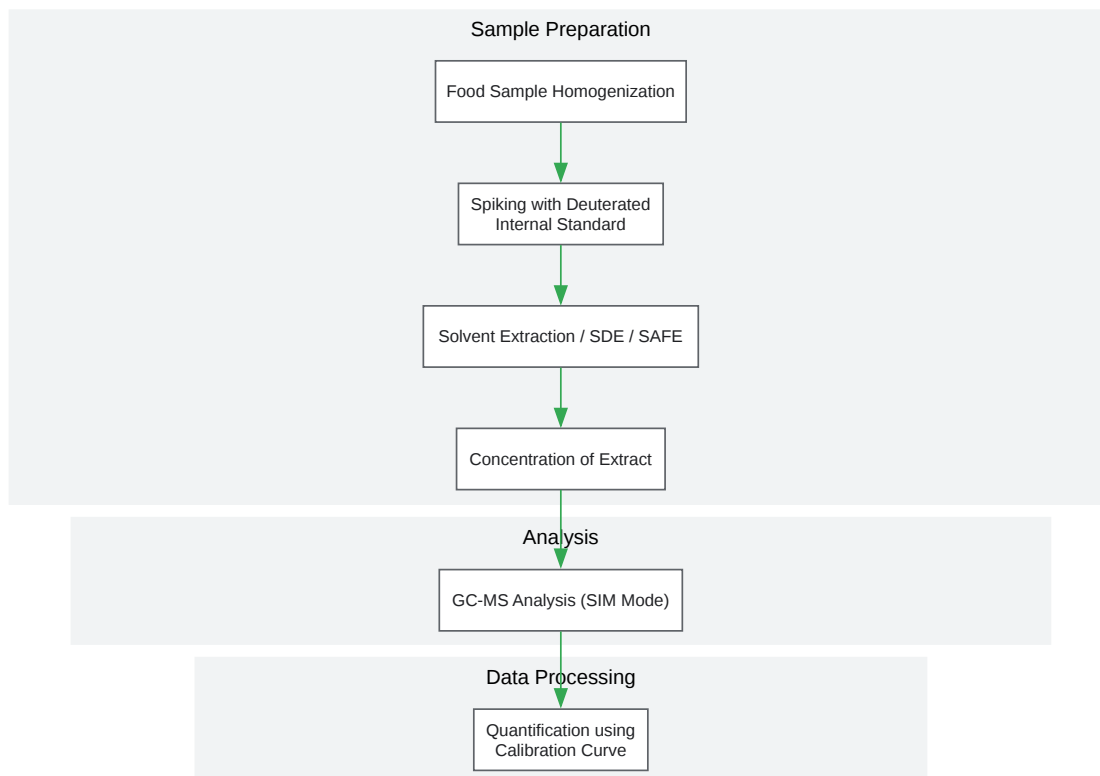 Sample Preparation
Food Sample Homogenization
Spiking with Deuterated
Internal Standard
Solvent Extraction / SDE / SAFE
Concentration of Extract
Analysis
GC-MS Analysis (SIM Mode)
Data Processing
Quantification using
Calibration Curve